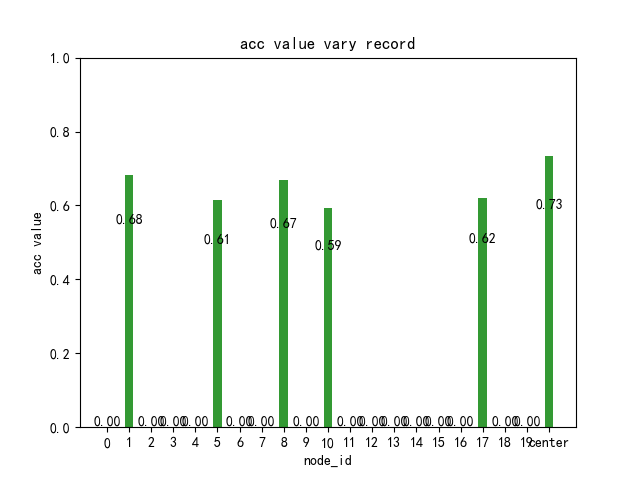 acc value vary record
1.0
0.8
0.6
0.4
0.2
0.0
acc value
0.00 0.68 0.00 0.00 0.00 0.61 0.00 0.00 0.67 0.00 0.59 0.00 0.00 0.00 0.00 0.00 0.00 0.62 0.00 0.00 0.73
0 1 2 3 4 5 6 7 8 9 10 11 12 13 14 15 16 17 18 19 center
node_id